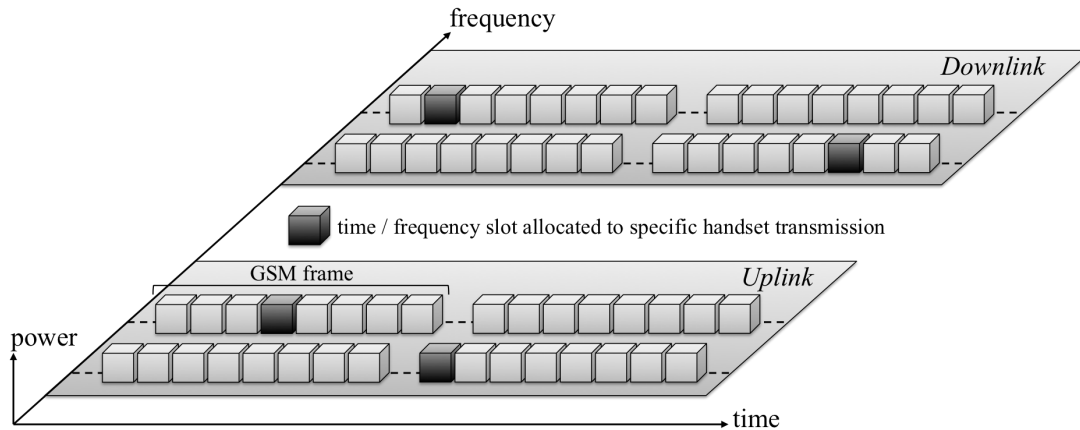 frequency
Downlink
time / frequency slot allocated to specific handset transmission
GSM frame
Uplink
power
time